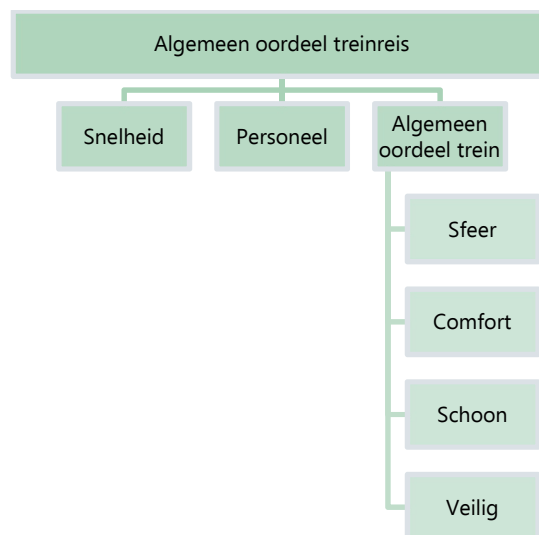 Algemeen oordeel treinreis
Snelheid
Personeel
Algemeen
oordeel trein
Sfeer
Comfort
Schoon
Veilig